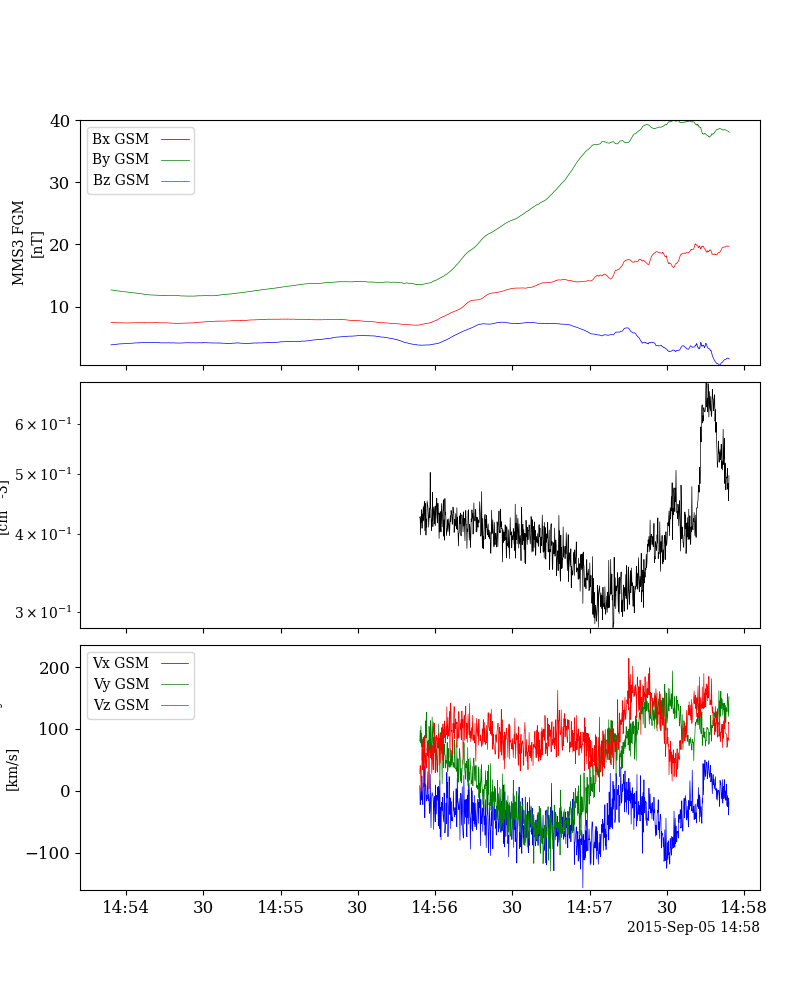 40
Bx GSM
By GSM
Bz GSM
30
20
10
MMS3 FGM
[nT]
6 × 10⁻¹
5 × 10⁻¹
4 × 10⁻¹
3 × 10⁻¹
200
Vx GSM
Vy GSM
Vz GSM
100
0
−100
[km/s]
14:54 30 14:55 30 14:56 30 14:57 30 14:58
2015-Sep-05 14:58